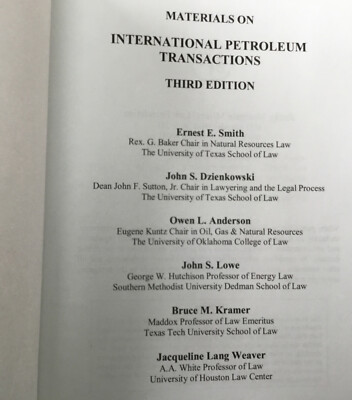 MATERIALS ON
INTERNATIONAL PETROLEUM
TRANSACTIONS
THIRD EDITION
Ernest E. Smith
Rex. G. Baker Chair in Natural Resources Law
The University of Texas School of Law
John S. Dzienkowski
Dean John F. Sutton, Jr. Chair in Lawyering and the Legal Process
The University of Texas School of Law
Owen L. Anderson
Eugene Kuntz Chair in Oil, Gas & Natural Resources
The University of Oklahoma College of Law
John S. Lowe
George W. Hutchison Professor of Energy Law
Southern Methodist University Dedman School of Law
Bruce M. Kramer
Maddox Professor of Law Emeritus
Texas Tech University School of Law
Jacqueline Lang Weaver
A.A. White Professor of Law
University of Houston Law Center